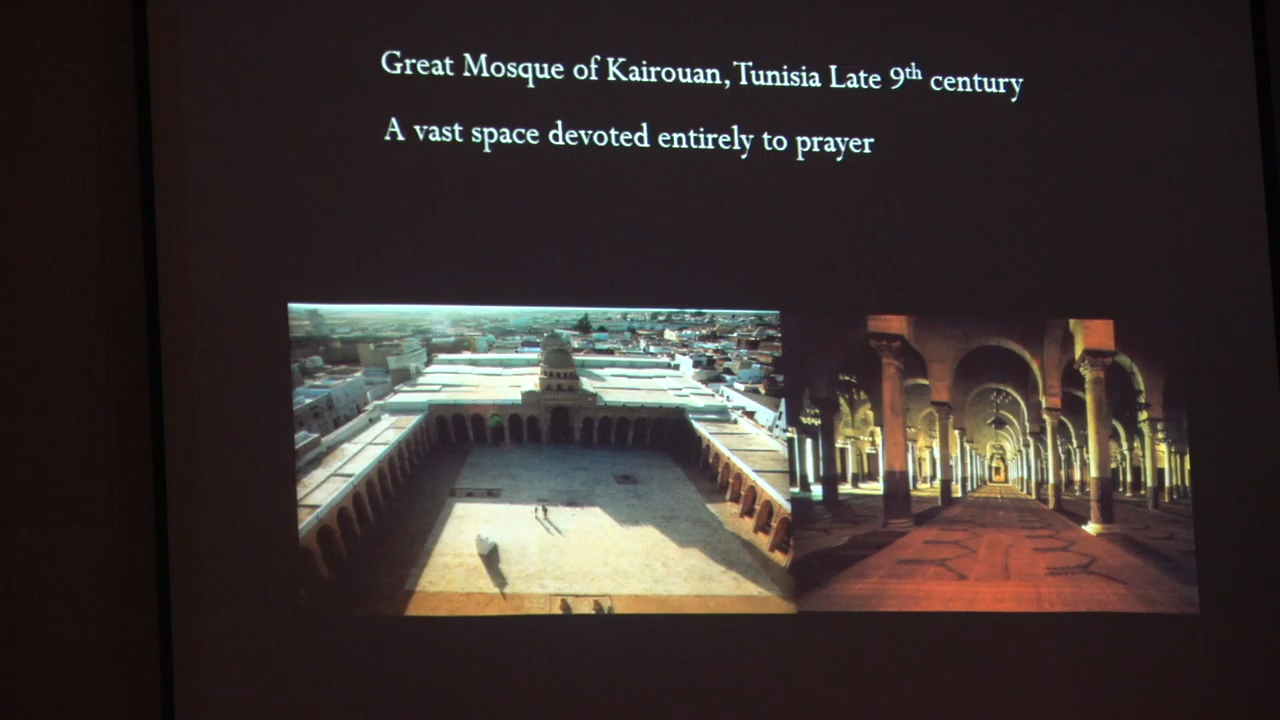 Great Mosque of Kairouan, Tunisia Late 9th century
A vast space devoted entirely to prayer